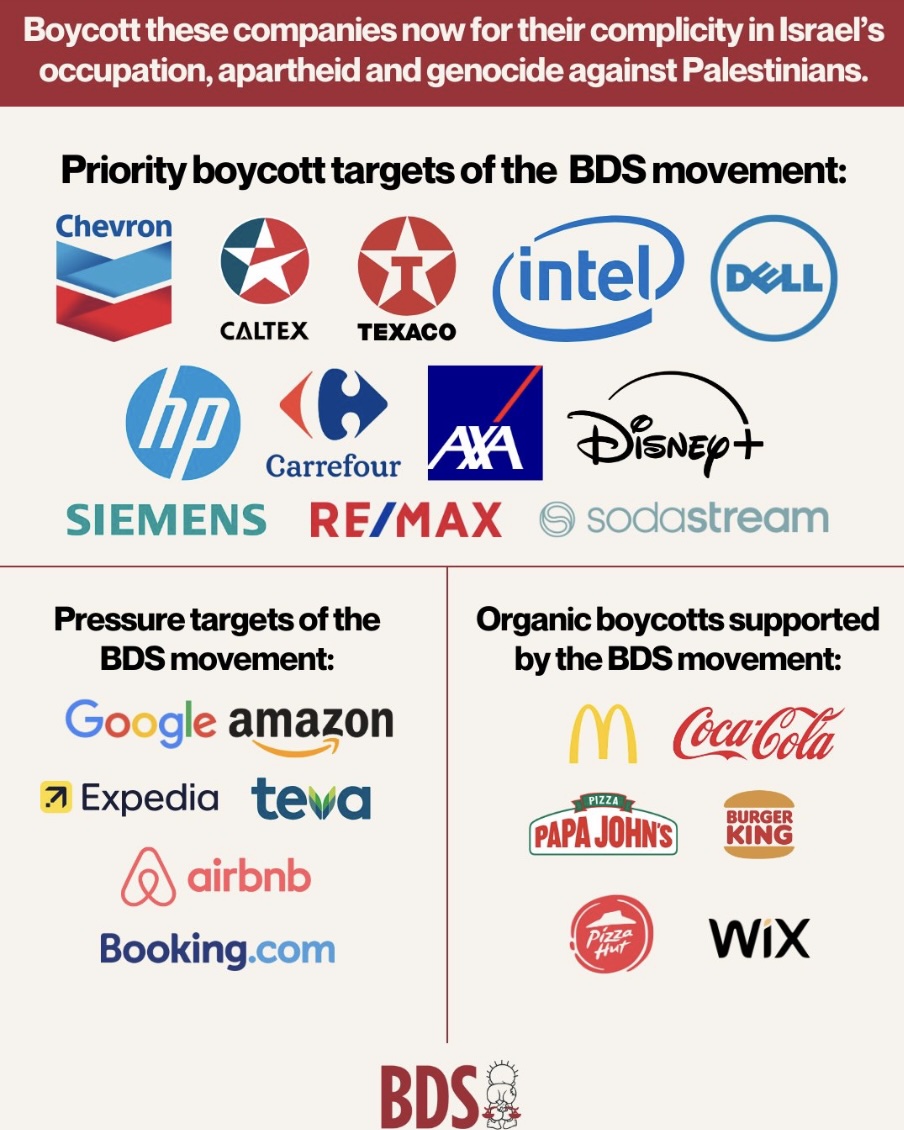 Boycott these companies now for their complicity in Israel's
occupation, apartheid and genocide against Palestinians.
Priority boycott targets of the BDS movement:
Chevron
CALTEX
T
TEXACO
intel
DELL
hp
Carrefour
AXA
Disney+
SIEMENS
RE/MAX
sodastream
Pressure targets of the
BDS movement:
Google
amazon
Expedia
teva
airbnb
Booking.com
Organic boycotts supported
by the BDS movement:
Coca-Cola
PIZZA
PAPA JOHN'S
BURGER
KING
Pizza
Hut
WiX
BDS